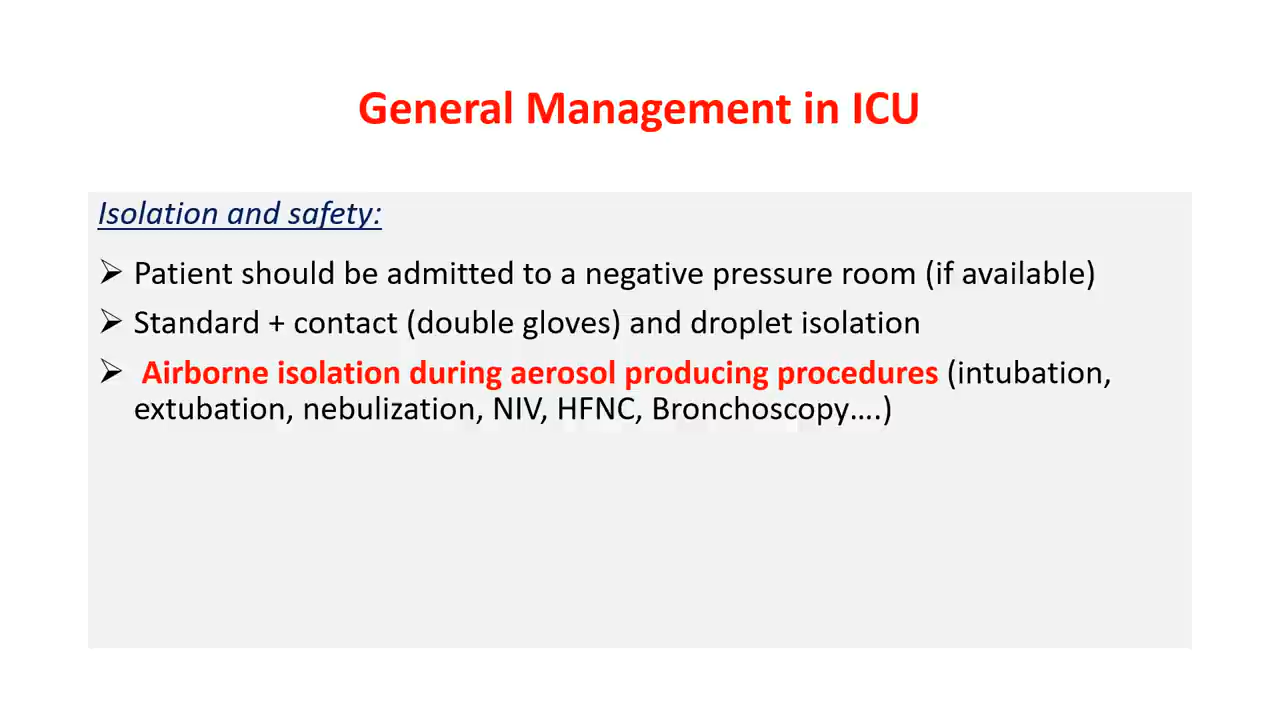 General Management in ICU
Isolation and safety:
➢ Patient should be admitted to a negative pressure room (if available)
➢ Standard + contact (double gloves) and droplet isolation
➢ Airborne isolation during aerosol producing procedures (intubation,
extubation, nebulization, NIV, HFNC, Bronchoscopy....)